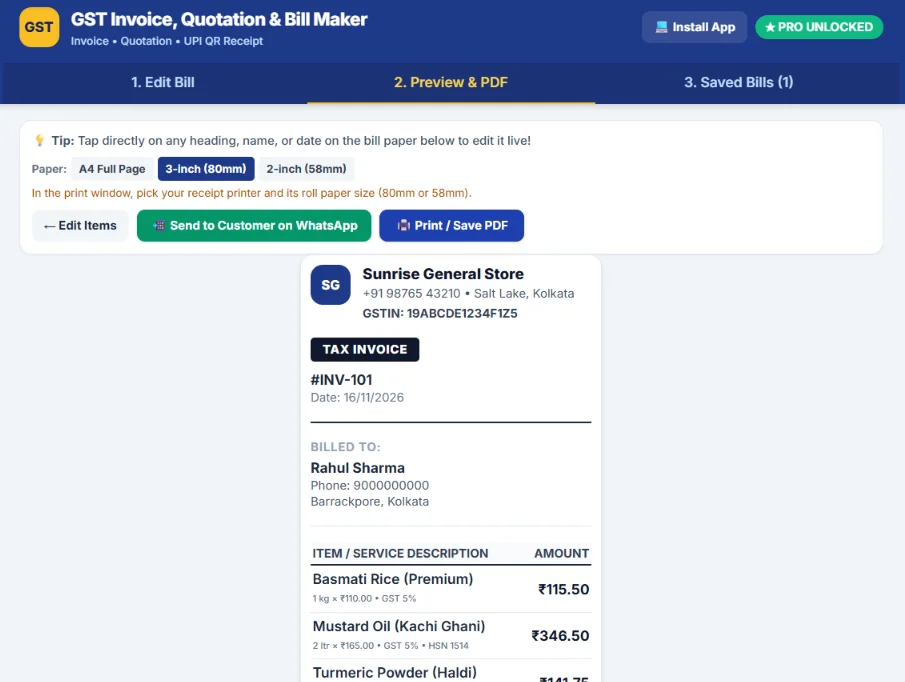 GST
GST Invoice, Quotation & Bill Maker
Invoice • Quotation • UPI QR Receipt
Install App
★ PRO UNLOCKED
1. Edit Bill
2. Preview & PDF
3. Saved Bills (1)
Tip: Tap directly on any heading, name, or date on the bill paper below to edit it live!
Paper: A4 Full Page 3-inch (80mm) 2-inch (58mm)
In the print window, pick your receipt printer and its roll paper size (80mm or 58mm).
← Edit Items
Send to Customer on WhatsApp
Print / Save PDF
SG
Sunrise General Store
+91 98765 43210 • Salt Lake, Kolkata
GSTIN: 19ABCDE1234F1Z5
TAX INVOICE
#INV-101
Date: 16/11/2026
BILLED TO:
Rahul Sharma
Phone: 9000000000
Barrackpore, Kolkata
ITEM / SERVICE DESCRIPTION AMOUNT
Basmati Rice (Premium)
1 kg × ₹110.00 • GST 5%
₹115.50
Mustard Oil (Kachi Ghani)
2 ltr × ₹165.00 • GST 5% • HSN 1514
₹346.50
Turmeric Powder (Haldi)
₹141.75